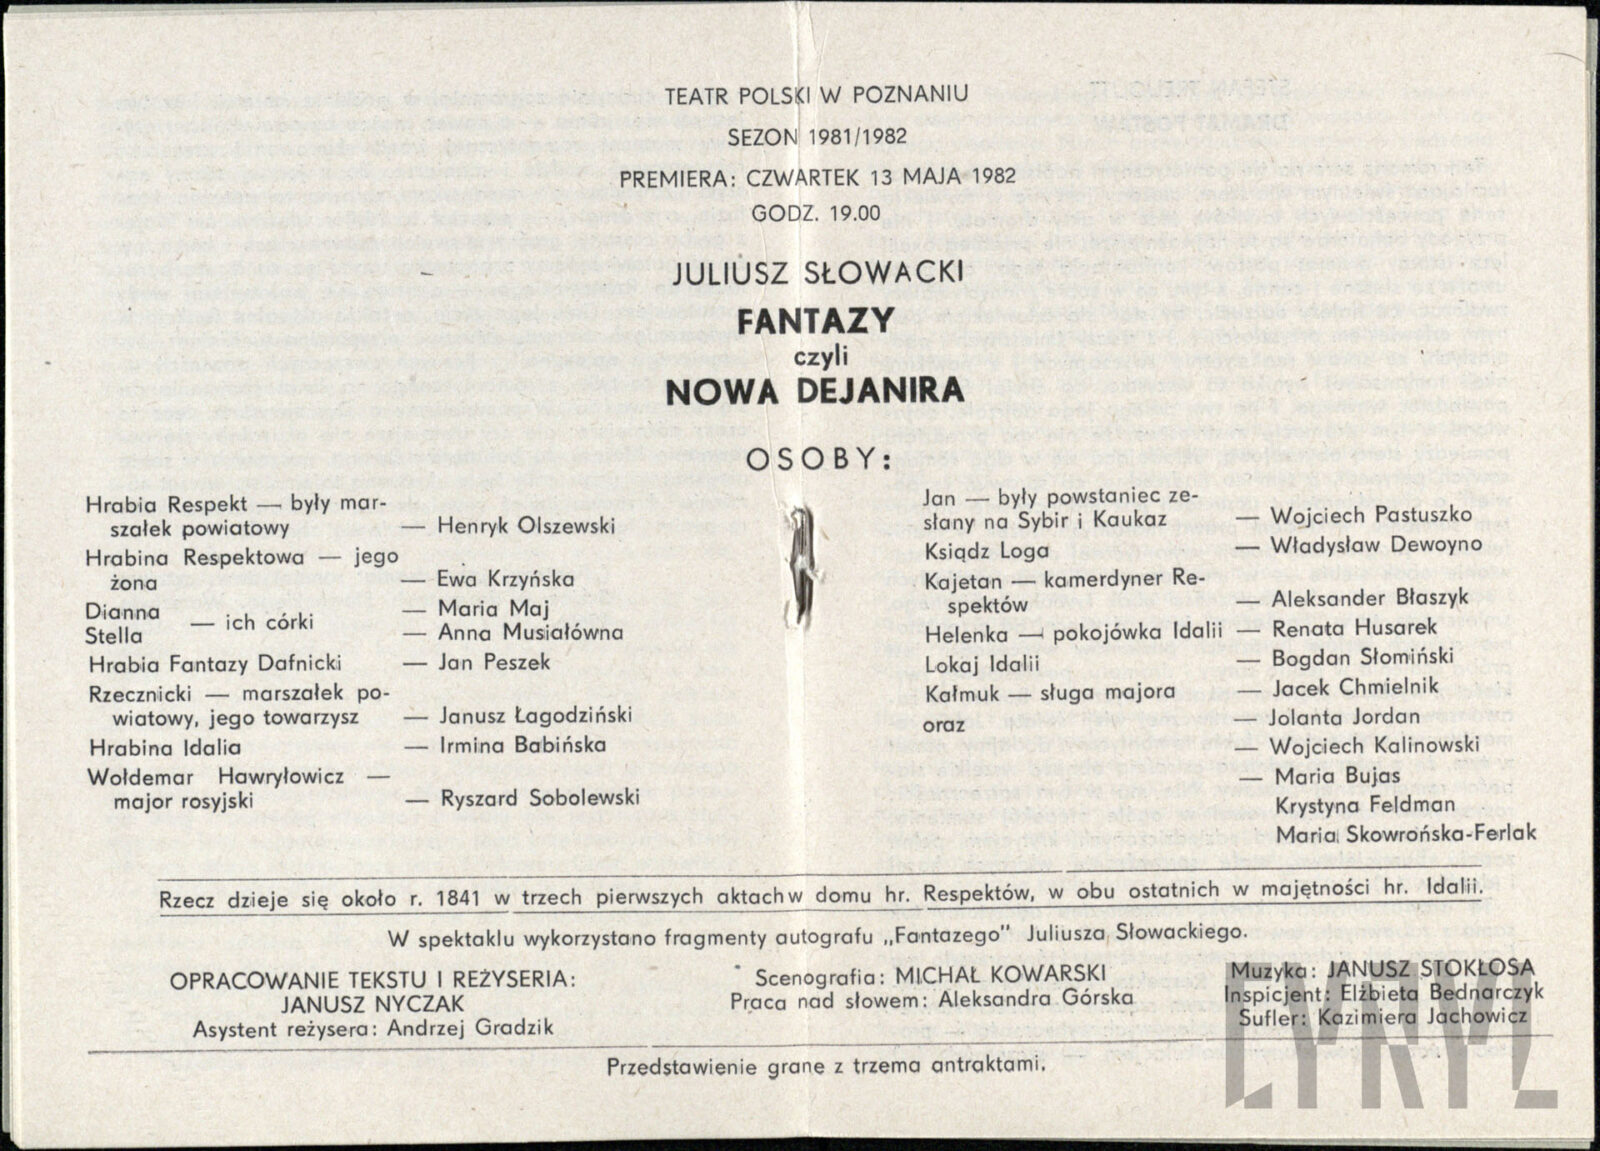 TEATR POLSKI W POZNANIU
SEZON 1981/1982
PREMIERA: CZWARTEK 13 MAJA 1982
GODZ. 19.00
JULIUSZ SŁOWACKI
FANTAZY
czyli
NOWA DEJANIRA
OSOBY:
Hrabia Respekt — były mar-
szałek powiatowy — Henryk Olszewski
Hrabina Respektowa — jego
żona — Ewa Krzyńska
Dianna — Maria Maj
Stella — ich córki — Anna Musiałówna
Hrabia Fantazy Dafnicki — Jan Peszek
Rzecznicki — marszałek po-
wiatowy, jego towarzysz — Janusz Łagodziński
Hrabina Idalia — Irmina Babińska
Wołdemar Hawryłowicz —
major rosyjski — Ryszard Sobolewski
Jan — były powstaniec ze-
słany na Sybir i Kaukaz — Wojciech Pastuszko
Ksiądz Loga — Władysław Dewoyno
Kajetan — kamerdyner Re-
spektów — Aleksander Błaszyk
Helenka — pokojówka Idalii — Renata Husarek
Lokaj Idalii — Bogdan Słomiński
Kałmuk — sługa majora — Jacek Chmielnik
oraz — Jolanta Jordan
— Wojciech Kalinowski
— Maria Bujas
Krystyna Feldman
Maria Skowrońska-Ferlak
Rzecz dzieje się około r. 1841 w trzech pierwszych aktach w domu hr. Respektów, w obu ostatnich w majętności hr. Idalii.
W spektaklu wykorzystano fragmenty autografu „Fantazego" Juliusza Słowackiego.
OPRACOWANIE TEKSTU I REŻYSERIA:
JANUSZ NYCZAK
Asystent reżysera: Andrzej Gradzik
Scenografia: MICHAŁ KOWARSKI
Praca nad słowem: Aleksandra Górska
Muzyka: JANUSZ STOKŁOSA
Inspicjent: Elżbieta Bednarczyk
Sufler: Kazimiera Jachowicz
Przedstawienie grane z trzema antraktami.